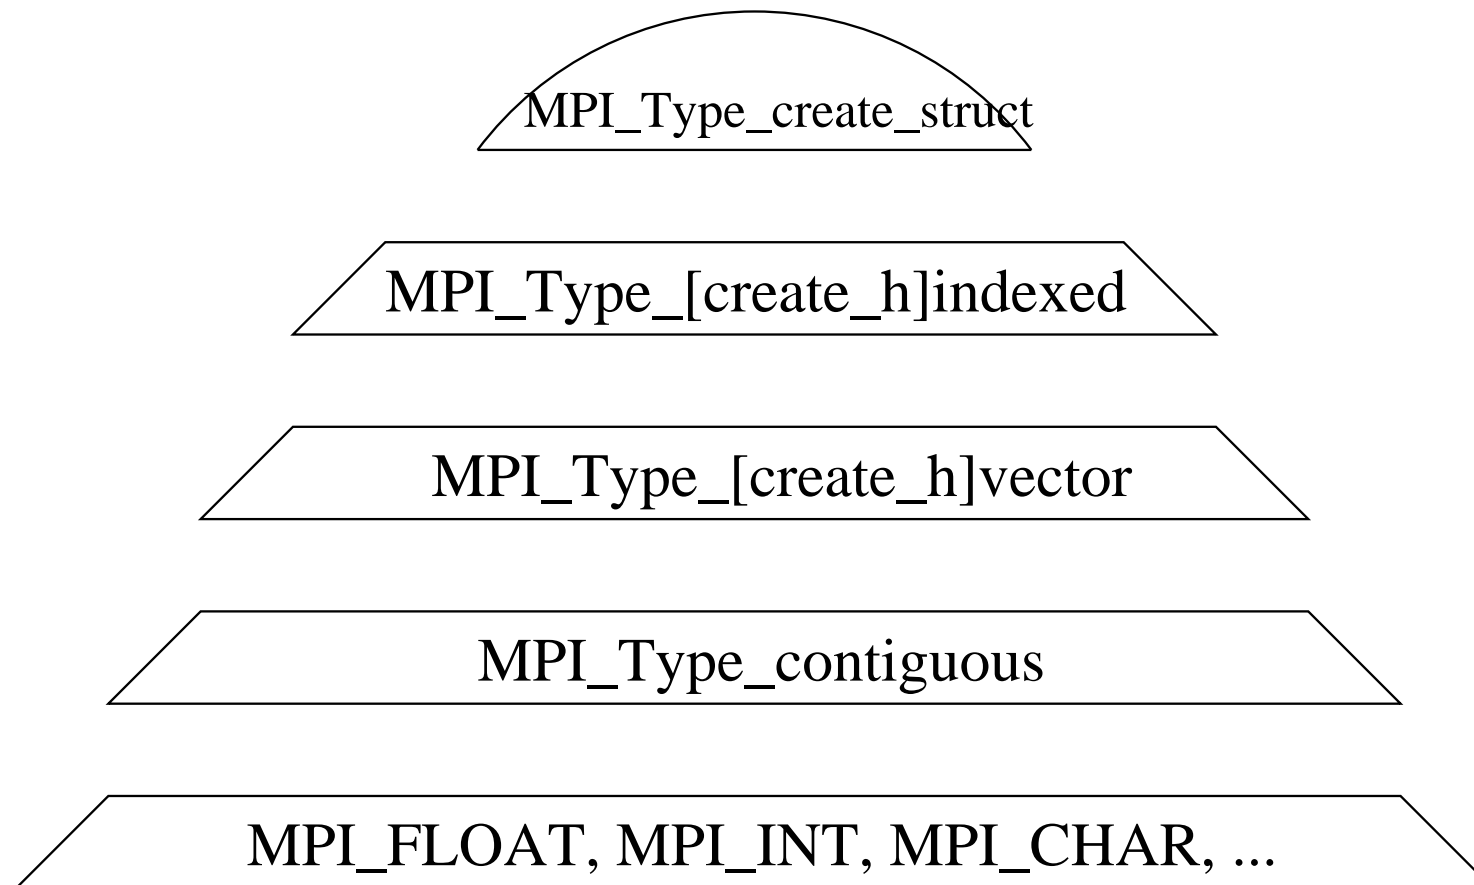 MPI_Type_create_struct
MPI_Type_[create_h]indexed
MPI_Type_[create_h]vector
MPI_Type_contiguous
MPI_FLOAT, MPI_INT, MPI_CHAR, ...